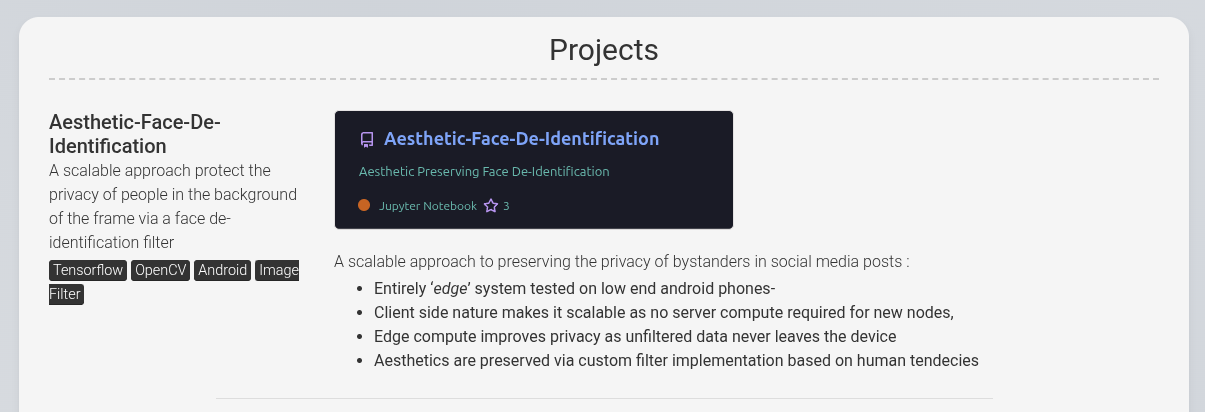 Projects
Aesthetic-Face-De-
Identification
A scalable approach protect the
privacy of people in the background
of the frame via a face de-
identification filter
Tensorflow OpenCV Android Image
Filter
Aesthetic-Face-De-Identification
Aesthetic Preserving Face De-Identification
Jupyter Notebook 3
A scalable approach to preserving the privacy of bystanders in social media posts :
• Entirely ‘edge’ system tested on low end android phones-
• Client side nature makes it scalable as no server compute required for new nodes,
• Edge compute improves privacy as unfiltered data never leaves the device
• Aesthetics are preserved via custom filter implementation based on human tendecies